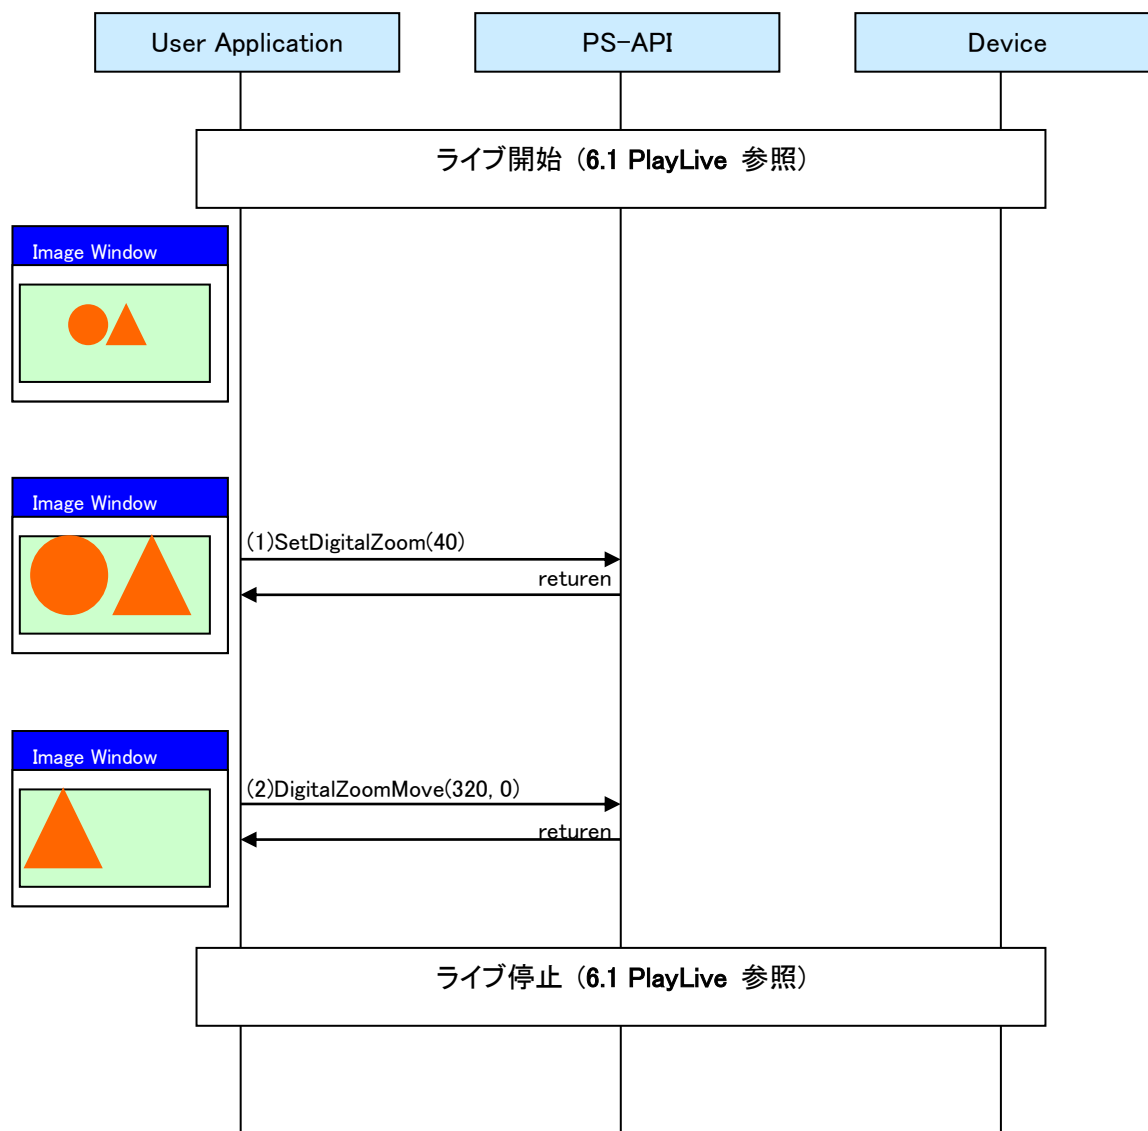 User Application
PS-API
Device
ライブ開始 (6.1 PlayLive 参照)
Image Window
Image Window
(1)SetDigitalZoom(40)
returen
Image Window
(2)DigitalZoomMove(320, 0)
returen
ライブ停止 (6.1 PlayLive 参照)